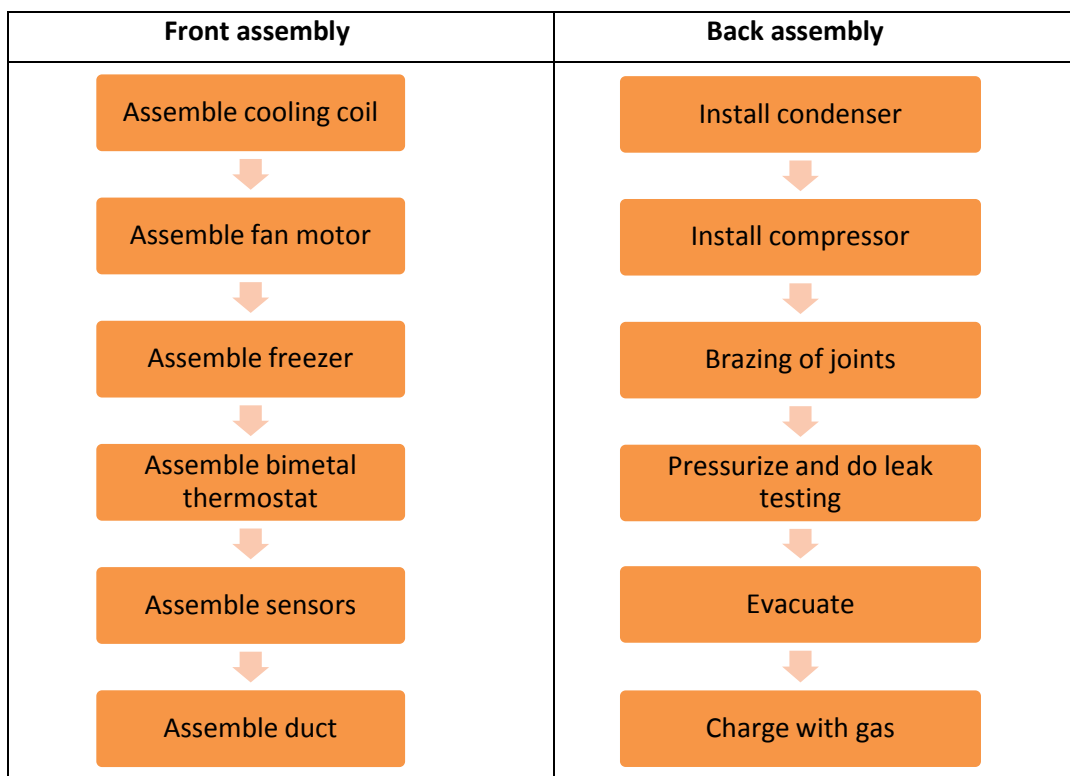 Front assembly
Assemble cooling coil
Assemble fan motor
Assemble freezer
Assemble bimetal
thermostat
Assemble sensors
Assemble duct
Back assembly
Install condenser
Install compressor
Brazing of joints
Pressurize and do leak
testing
Evacuate
Charge with gas